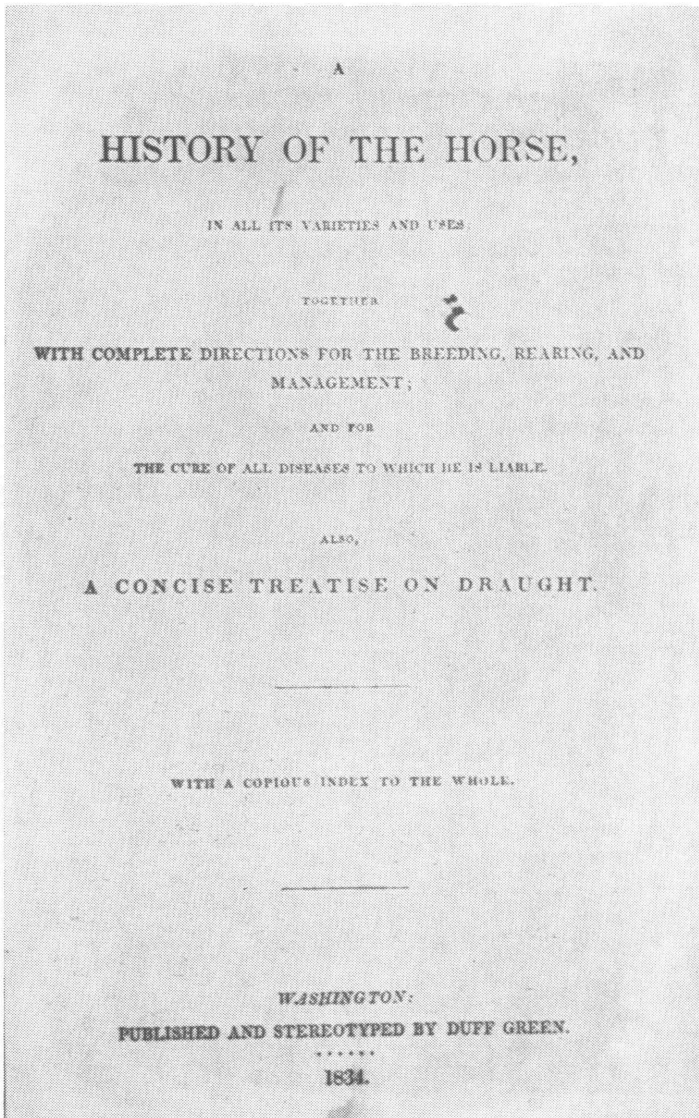 A
HISTORY OF THE HORSE,
IN ALL ITS VARIETIES AND USES:
TOGETHER
WITH COMPLETE DIRECTIONS FOR THE BREEDING, REARING, AND
MANAGEMENT;
AND FOR
THE CURE OF ALL DISEASES TO WHICH HE IS LIABLE.
ALSO,
A CONCISE TREATISE ON DRAUGHT.
WITH A COPIOUS INDEX TO THE WHOLE.
WASHINGTON:
PUBLISHED AND STEREOTYPED BY DUFF GREEN.
......
1834.